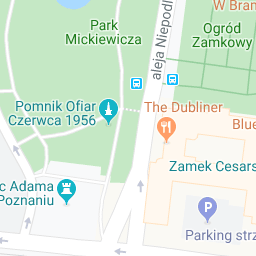 Park
Mickiewicza
W Bran
Ogród
Zamkowy
aleja Niepodl
Pomnik Ofiar
Czerwca 1956
The Dubliner
Blue
Zamek Cesars
c Adama
Poznaniu
P
Parking strz